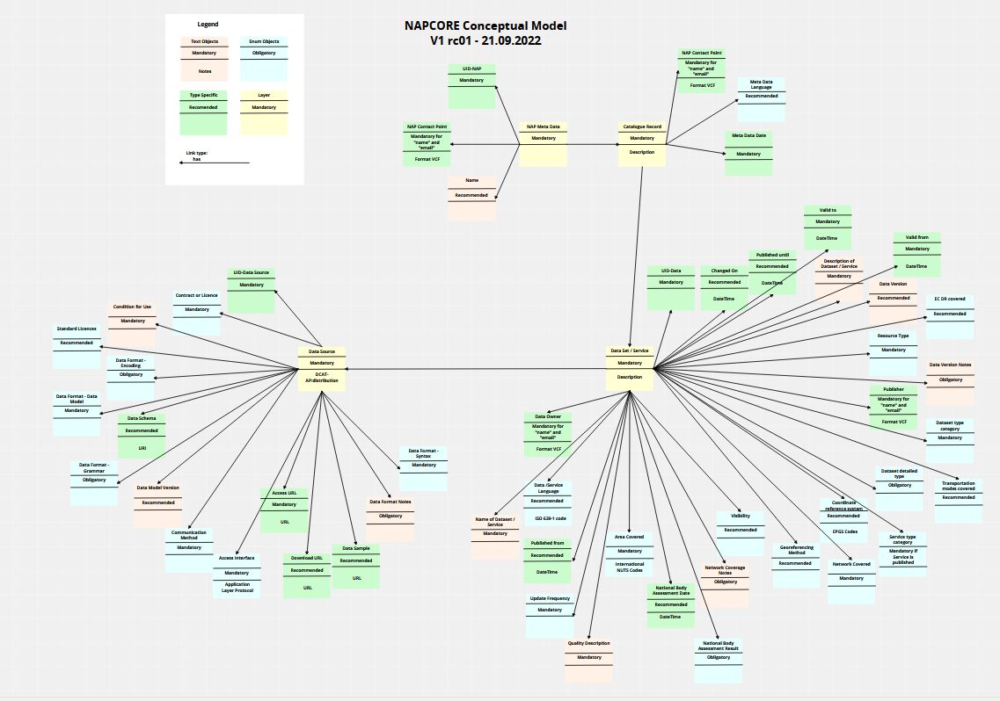 Legend
Text Objects
Mandatory
Notes
Enum Objects
Obligatory
Type Specific
Recomended
Layer
Mandatory
Link type:
has
NAPCORE Conceptual Model
V1 rc01 - 21.09.2022
UID-NAP
Mandatory
NAP Contact Point
Mandatory for
"name" and
"email"
Format VCF
Name
Recommended
NAP Meta Data
Mandatory
Catalogue Record
Mandatory
Description
NAP Contact Point
Mandatory for
"name" and
"email"
Format VCF
Meta Data
Language
Recommended
Meta Data Date
Mandatory
UID-Data Source
Mandatory
Contract or Licence
Mandatory
Condition for Use
Mandatory
Standard Licences
Recommended
Data Format -
Encoding
Obligatory
Data Format - Data
Model
Mandatory
Data Schema
Recommended
URI
Data Format -
Grammar
Obligatory
Data Model Version
Recommended
Communication
Method
Mandatory
Access Interface
Mandatory
Application
Layer Protocol
Access URL
Mandatory
URL
Download URL
Recommended
URL
Data Sample
Recommended
URL
Data Format Notes
Obligatory
Data Format -
Syntax
Mandatory
Data Source
Mandatory
DCAT-
AP:distribution
Data Set / Service
Mandatory
Description
UID-Data
Mandatory
Changed On
Recommended
DateTime
Published until
Recommended
DateTime
Valid to
Mandatory
DateTime
Description of
Dataset / Service
Mandatory
Valid from
Mandatory
DateTime
Data Version
Recommended
EC DR covered
Recommended
Resource Type
Mandatory
Data Version Notes
Obligatory
Publisher
Mandatory for
"name" and
"email"
Format VCF
Dataset type
category
Mandatory
Dataset detailed
type
Obligatory
Transportation
modes covered
Recommended
Coordinate
reference system
Recommended
EPGS Codes
Service type
category
Mandatory if
Service is
published
Network Covered
Mandatory
Georeferencing
Method
Recommended
Visibility
Recommended
Network Coverage
Notes
Obligatory
National Body
Assessment Result
Obligatory
National Body
Assessment Date
Recommended
DateTime
Area Covered
Mandatory
International
NUTS Codes
Quality Description
Mandatory
Update Frequency
Mandatory
Published from
Recommended
DateTime
Name of Dataset /
Service
Mandatory
Data /Service
Language
Recommended
ISO 639-1 code
Data Owner
Mandatory for
"name" and
"email"
Format VCF